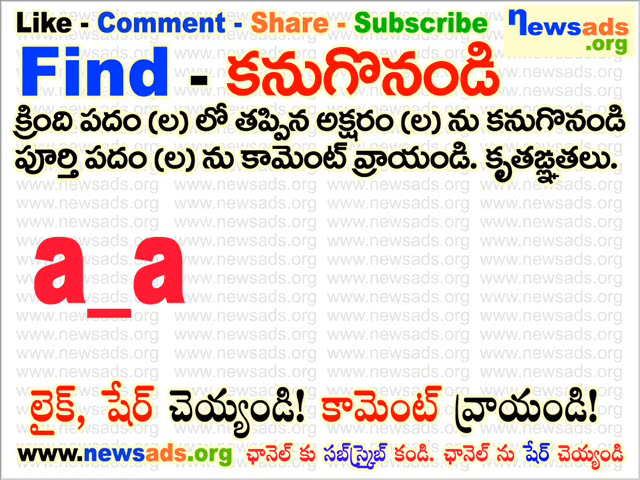 Like - Comment - Share - Subscribe
newsads
.org
Find - కనుగొనండి
క్రింది పదం (ల) లో తప్పిన అక్షరం (ల) ను కనుగొనండి
పూర్తి పదం (ల) ను కామెంట్ వ్రాయండి. కృతజ్ఞతలు.
a_a
లైక్, షేర్ చెయ్యండి! కామెంట్ వ్రాయండి!
www.newsads.org ఛానెల్ కు సబ్‌స్క్రైబ్ కండి. ఛానెల్ ను షేర్ చెయ్యండి